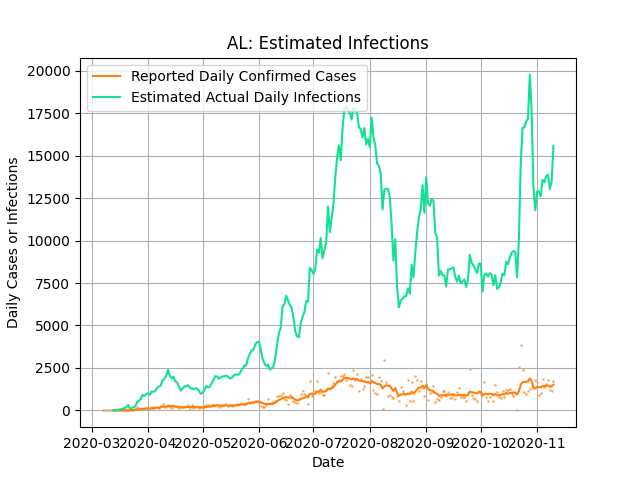 AL: Estimated Infections
Reported Daily Confirmed Cases
Estimated Actual Daily Infections
Daily Cases or Infections
20000
17500
15000
12500
10000
7500
5000
2500
0
2020-03 2020-04 2020-05 2020-06 2020-07 2020-08 2020-09 2020-10 2020-11
Date